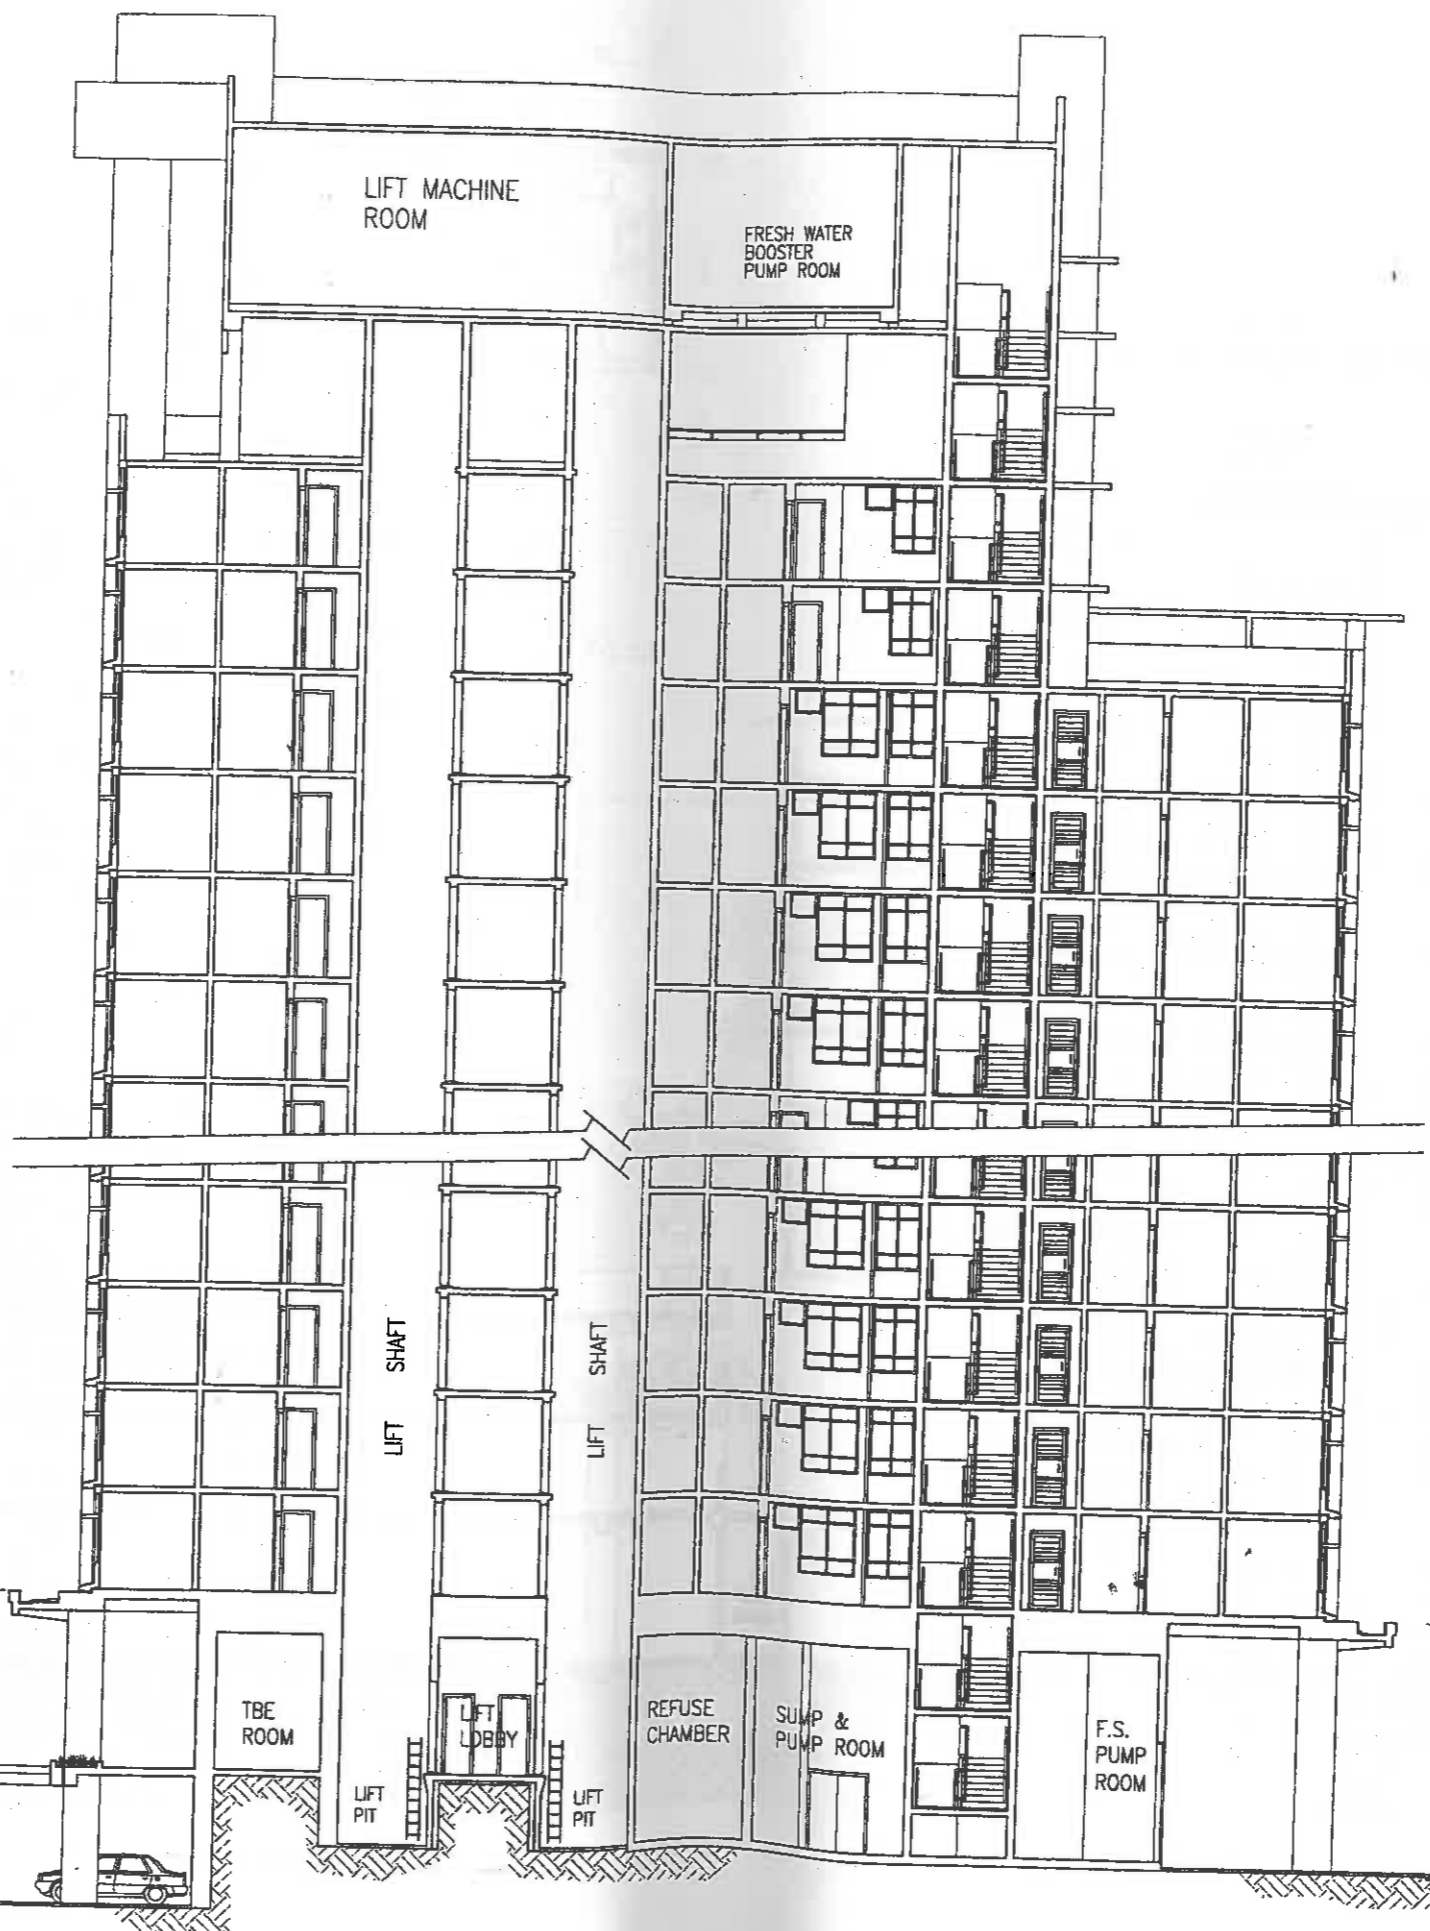 LIFT MACHINE
ROOM
FRESH WATER
BOOSTER
PUMP ROOM
LIFT SHAFT
LIFT SHAFT
TBE
ROOM
LIFT
LOBBY
REFUSE
CHAMBER
SUMP &
PUMP ROOM
F.S.
PUMP
ROOM
LIFT
PIT
LIFT
PIT